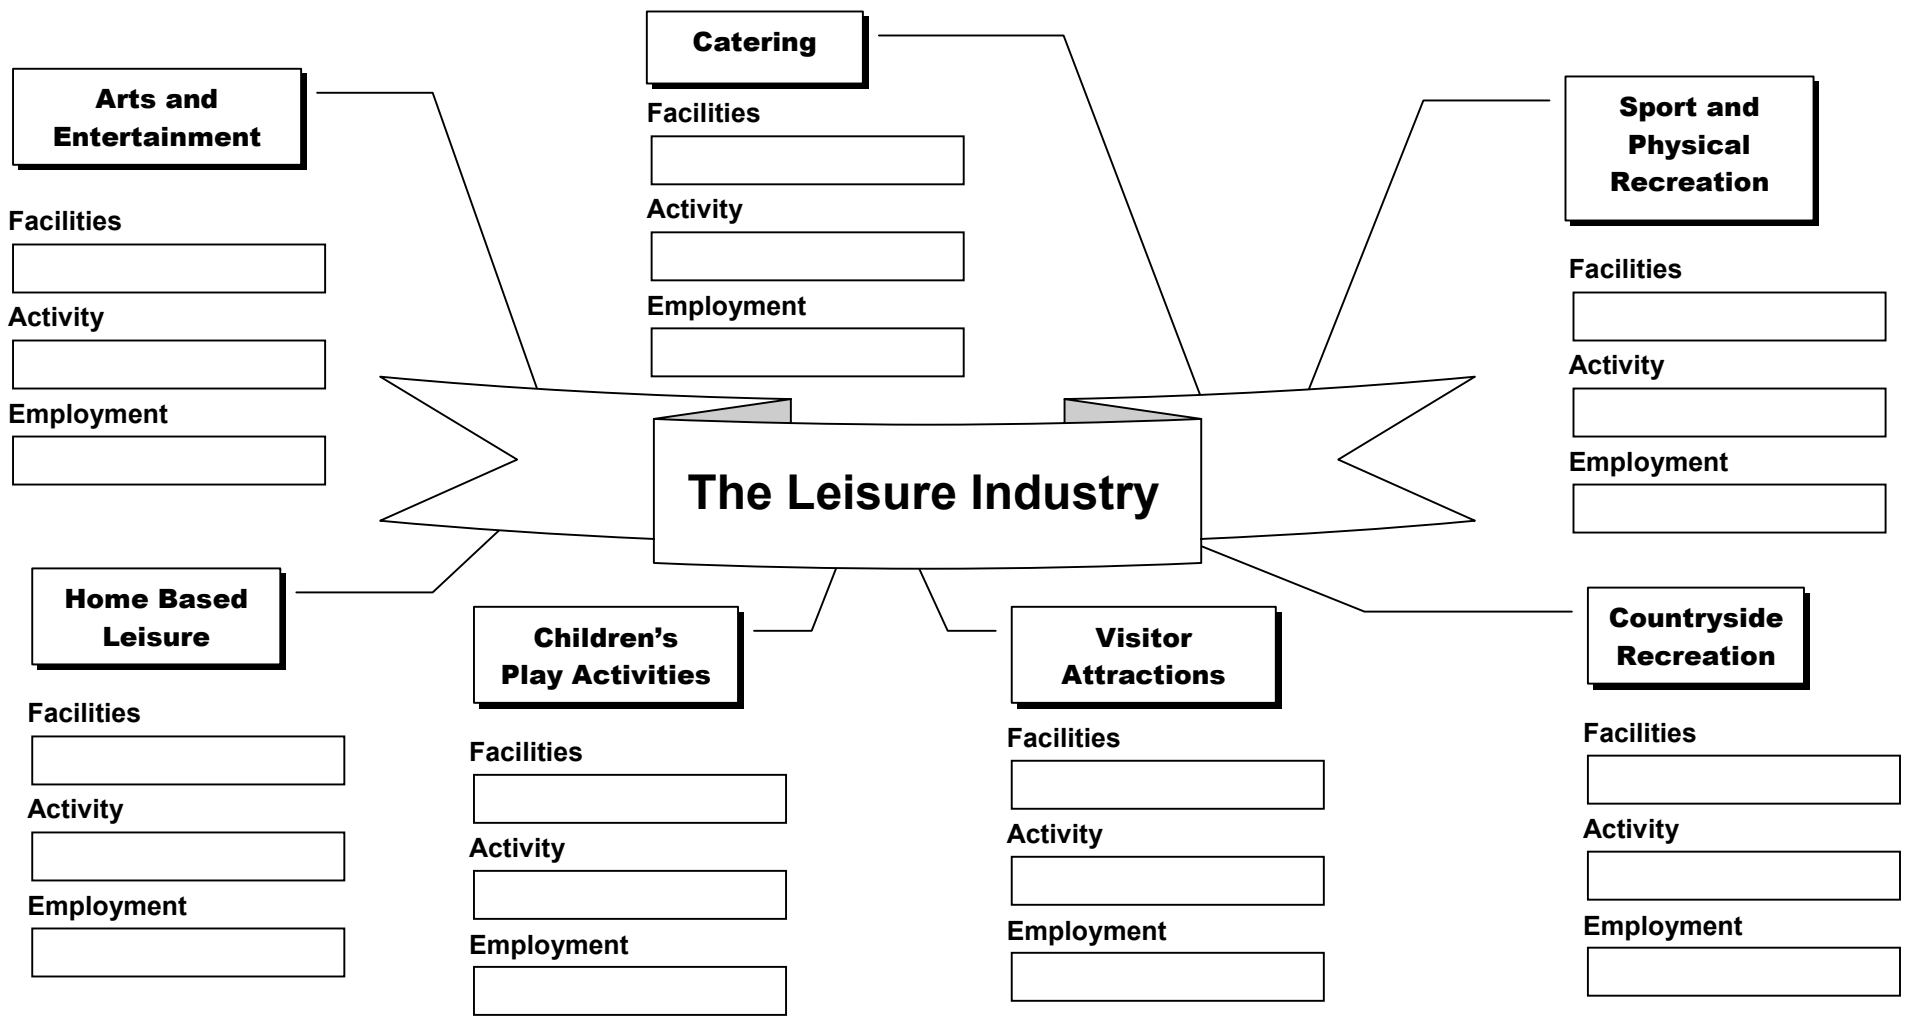 Arts and
Entertainment
Facilities
Activity
Employment
Catering
Facilities
Activity
Employment
Sport and
Physical
Recreation
Facilities
Activity
Employment
The Leisure Industry
Home Based
Leisure
Facilities
Activity
Employment
Children’s
Play Activities
Facilities
Activity
Employment
Visitor
Attractions
Facilities
Activity
Employment
Countryside
Recreation
Facilities
Activity
Employment